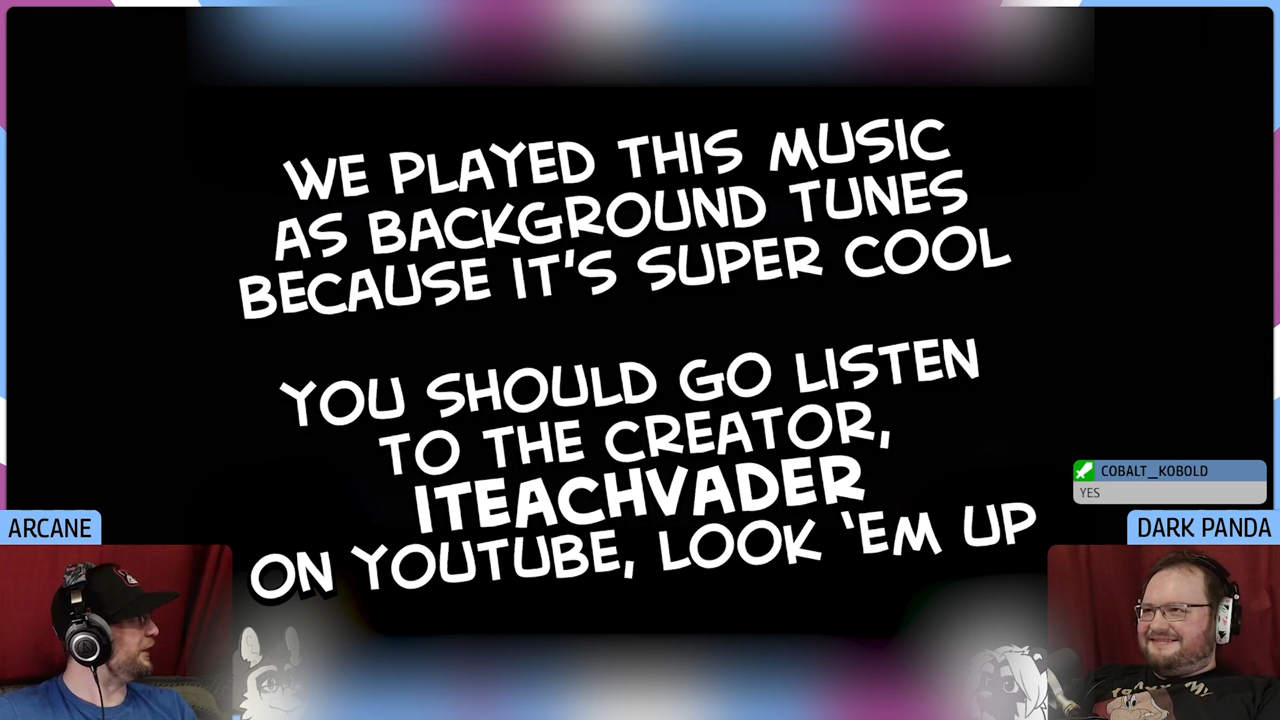 WE PLAYED THIS MUSIC
AS BACKGROUND TUNES
BECAUSE IT'S SUPER COOL
YOU SHOULD GO LISTEN
TO THE CREATOR,
ITEACHVADER
ON YOUTUBE, LOOK 'EM UP
COBALT__KOBOLD
YES
ARCANE
DARK PANDA